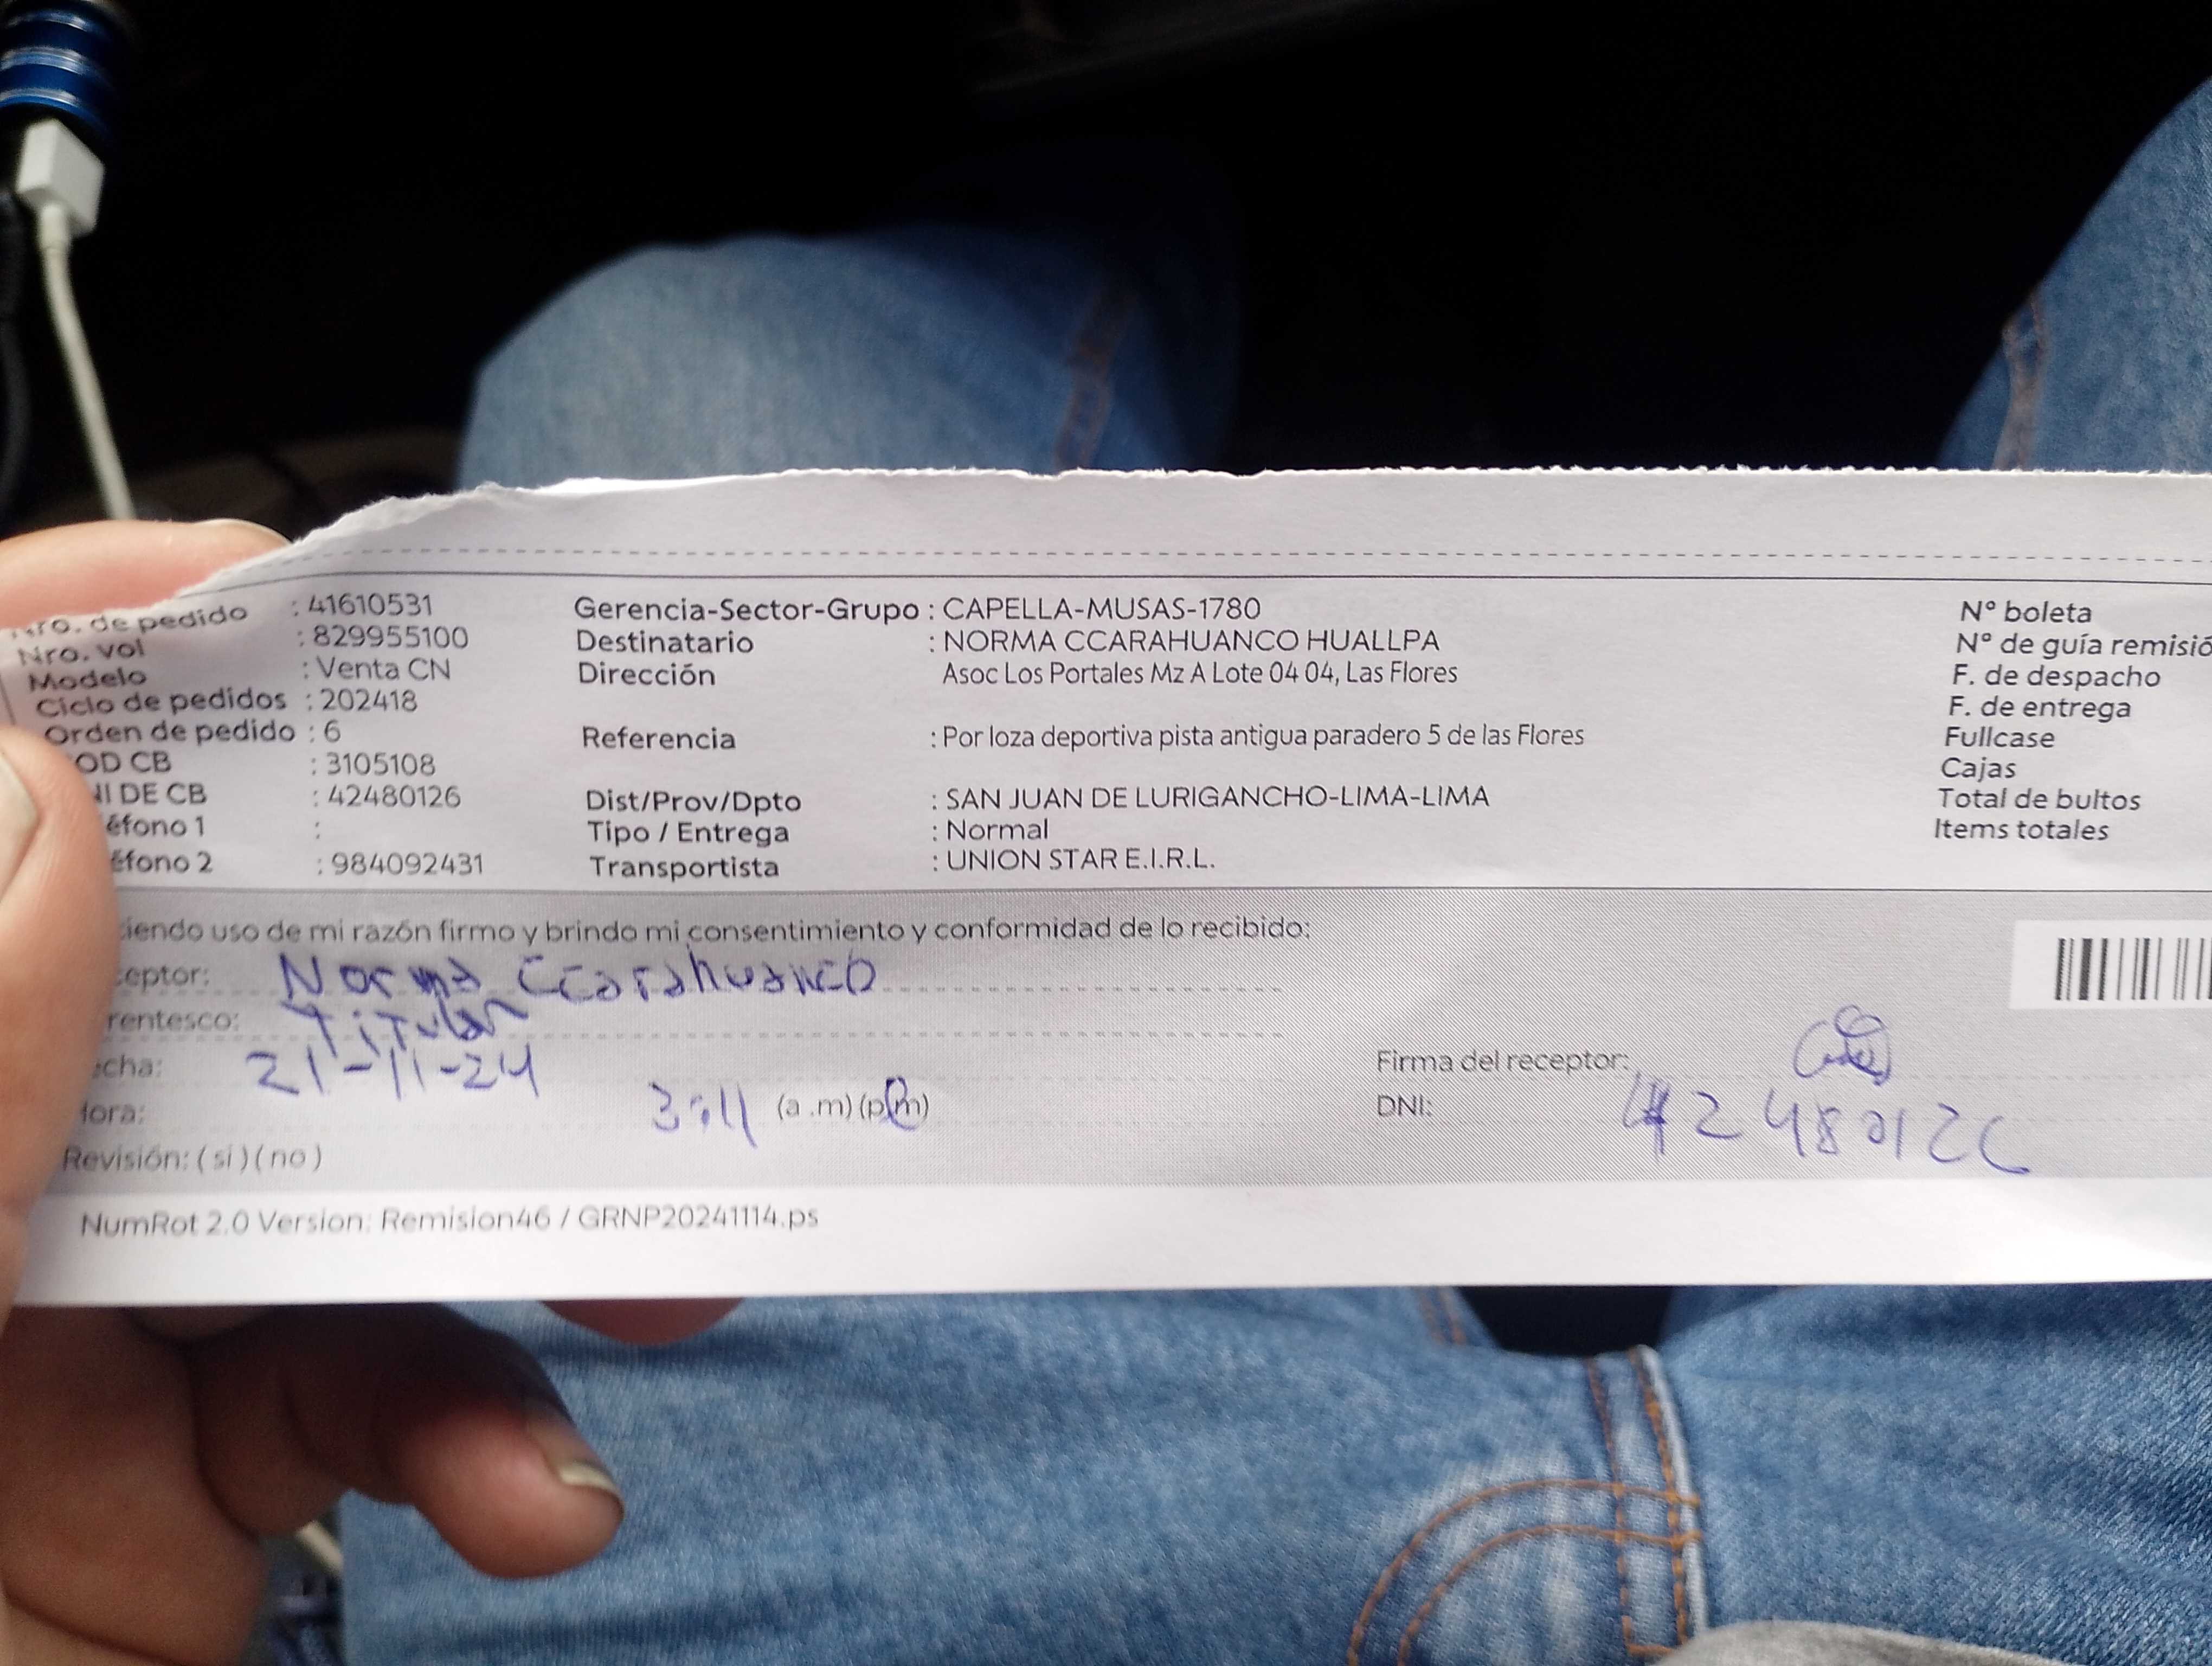 Nro. de pedido : 41610531 Gerencia-Sector-Grupo : CAPELLA-MUSAS-1780 N° boleta
Nro. vol : 829955100 Destinatario : NORMA CCARAHUANCO HUALLPA N° de guía remisió
Modelo : Venta CN Dirección Asoc Los Portales Mz A Lote 04 04, Las Flores F. de despacho
Ciclo de pedidos : 202418 F. de entrega
Orden de pedido : 6 Referencia : Por loza deportiva pista antigua paradero 5 de las Flores Fullcase
OD CB : 3105108 Cajas
NI DE CB : 42480126 Dist/Prov/Dpto : SAN JUAN DE LURIGANCHO-LIMA-LIMA Total de bultos
éfono 1 : Tipo / Entrega : Normal Items totales
éfono 2 : 984092431 Transportista : UNION STAR E.I.R.L.
iendo uso de mi razón firmo y brindo mi consentimiento y conformidad de lo recibido:
ceptor: Norma Ccarahuanco
rentesco: Titular
echa: 21-11-24 Firma del receptor:
Hora: 3:11 (a .m) (p.m) DNI: 42480126
Revisión: ( si ) ( no )
NumRot 2.0 Version: Remision46 / GRNP20241114.ps